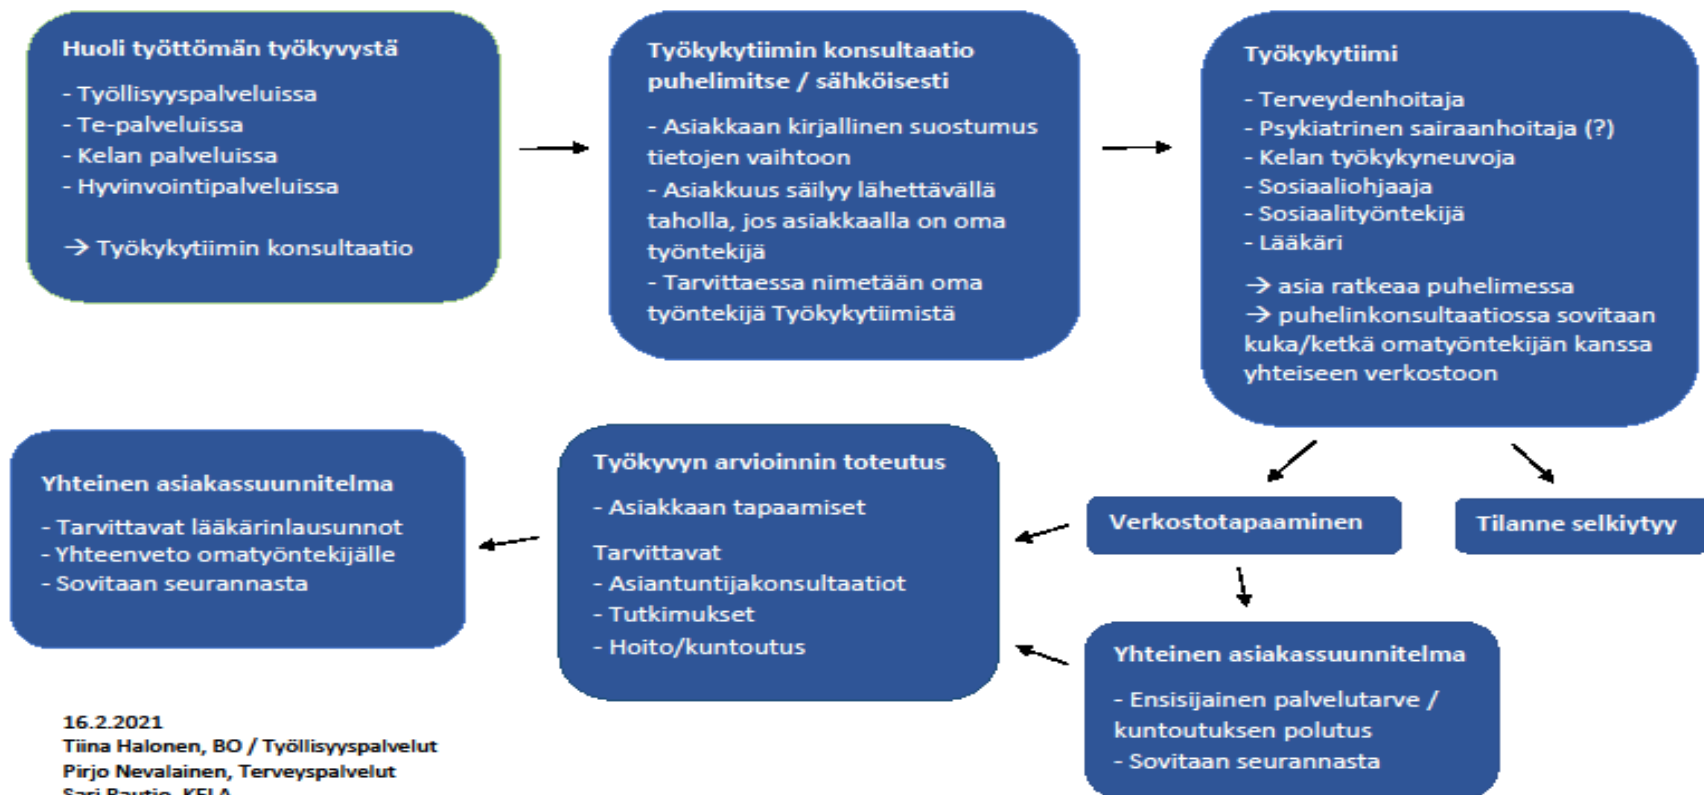 Huoli työttömän työkyvystä
- Työllisyyspalveluissa
- Te-palveluissa
- Kelan palveluissa
- Hyvinvointipalveluissa
→ Työkykytiimin konsultaatio
Työkykytiimin konsultaatio
puhelimitse / sähköisesti
- Asiakkaan kirjallinen suostumus
tietojen vaihtoon
- Asiakkuus säilyy lähettävällä
taholla, jos asiakkaalla on oma
työntekijä
- Tarvittaessa nimetään oma
työntekijä Työkykytiimistä
Työkykytiimi
- Terveydenhoitaja
- Psykiatrinen sairaanhoitaja (?)
- Kelan työkykyneuvoja
- Sosiaaliohjaaja
- Sosiaalityöntekijä
- Lääkäri
→ asia ratkeaa puhelimessa
→ puhelinkonsultaatiossa sovitaan
kuka/ketkä omatyöntekijän kanssa
yhteiseen verkostoon
Verkostotapaaminen
Tilanne selkiytyy
Yhteinen asiakassuunnitelma
- Ensisijainen palvelutarve /
kuntoutuksen polutus
- Sovitaan seurannasta
Työkyvyn arvioinnin toteutus
- Asiakkaan tapaamiset
Tarvittavat
- Asiantuntijakonsultaatiot
- Tutkimukset
- Hoito/kuntoutus
Yhteinen asiakassuunnitelma
- Tarvittavat lääkärinlausunnot
- Yhteenveto omatyöntekijälle
- Sovitaan seurannasta
16.2.2021
Tiina Halonen, BO / Työllisyyspalvelut
Pirjo Nevalainen, Terveyspalvelut
Sari Rautio, KELA